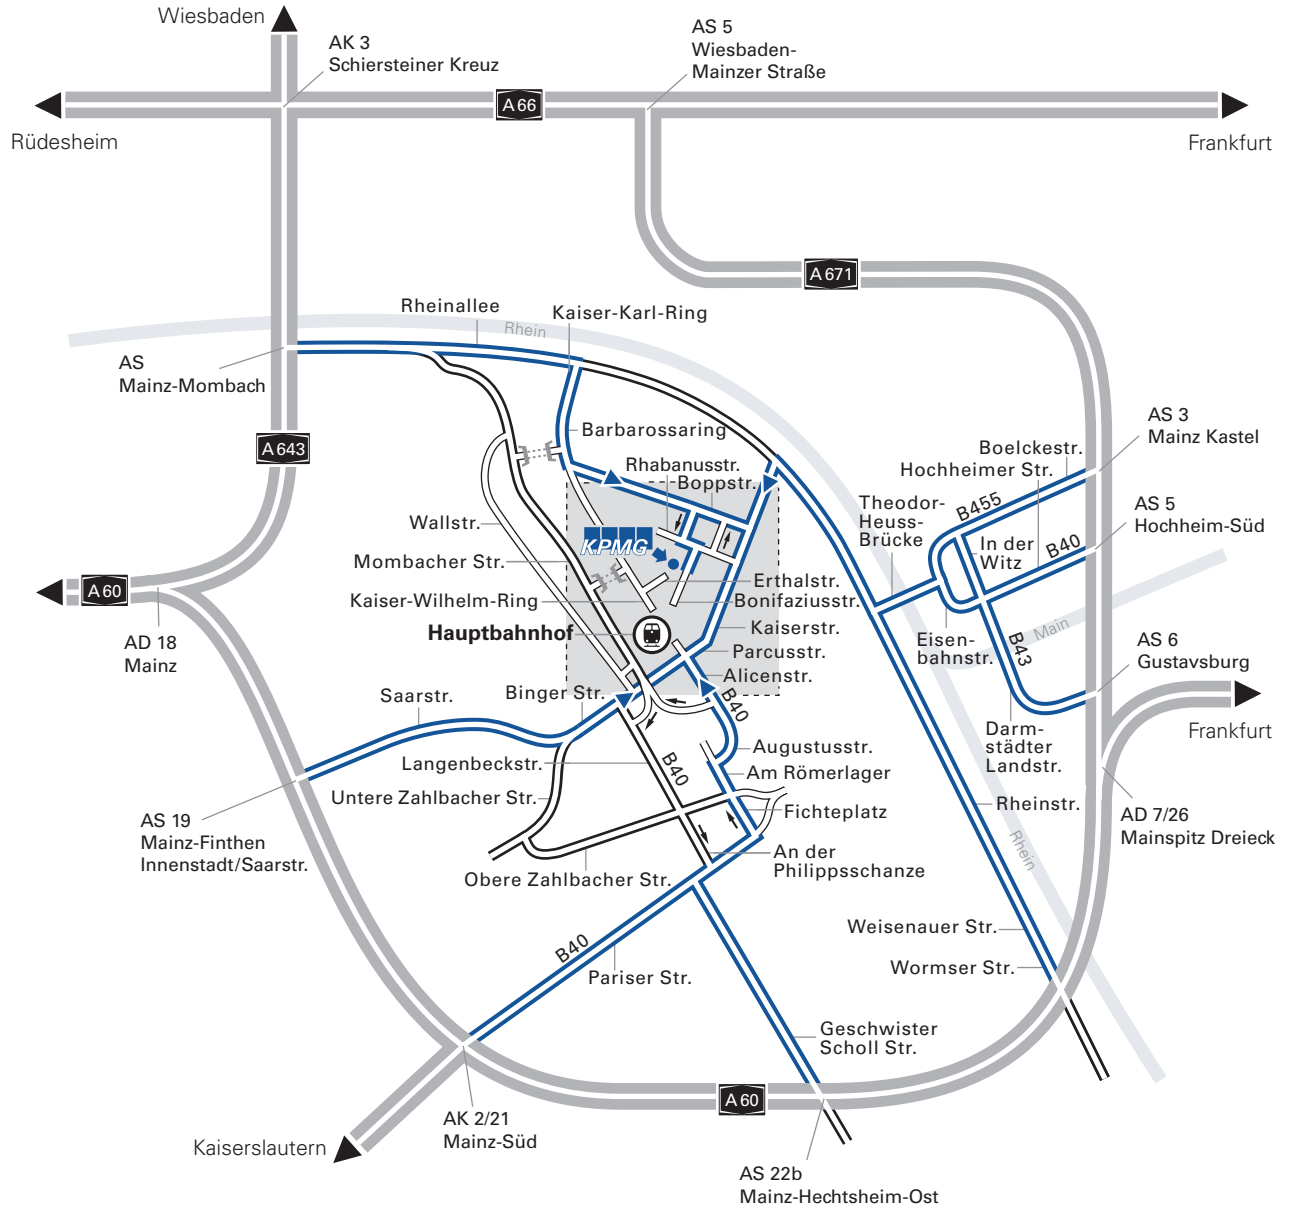 Wiesbaden
AK 3
Schiersteiner Kreuz
AS 5
Wiesbaden-
Mainzer Straße
A 66
Rüdesheim
Frankfurt
A 671
Rheinallee
Kaiser-Karl-Ring
Rhein
AS
Mainz-Mombach
A 643
Barbarossaring
Rhabanusstr.
Boppstr.
AS 3
Mainz Kastel
Boelckestr.
Hochheimer Str.
B455
Theodor-
Heuss-
Brücke
AS 5
Hochheim-Süd
In der
Witz
B40
Wallstr.
KPMG
Mombacher Str.
Erthalstr.
Kaiser-Wilhelm-Ring
Bonifaziusstr.
A 60
AD 18
Mainz
Hauptbahnhof
Kaiserstr.
Parcusstr.
Alicenstr.
Eisen-
bahnstr.
B43
Main
AS 6
Gustavsburg
Frankfurt
Saarstr.
Binger Str.
B40
Darm-
städter
Landstr.
Augustusstr.
Langenbeckstr.
B40
Am Römerlager
Untere Zahlbacher Str.
Fichteplatz
Rheinstr.
AD 7/26
Mainspitz Dreieck
AS 19
Mainz-Finthen
Innenstadt/Saarstr.
An der
Philippsschanze
Rhein
Obere Zahlbacher Str.
Weisenauer Str.
B40
Pariser Str.
Wormser Str.
Geschwister
Scholl Str.
A 60
AK 2/21
Mainz-Süd
Kaiserslautern
AS 22b
Mainz-Hechtsheim-Ost